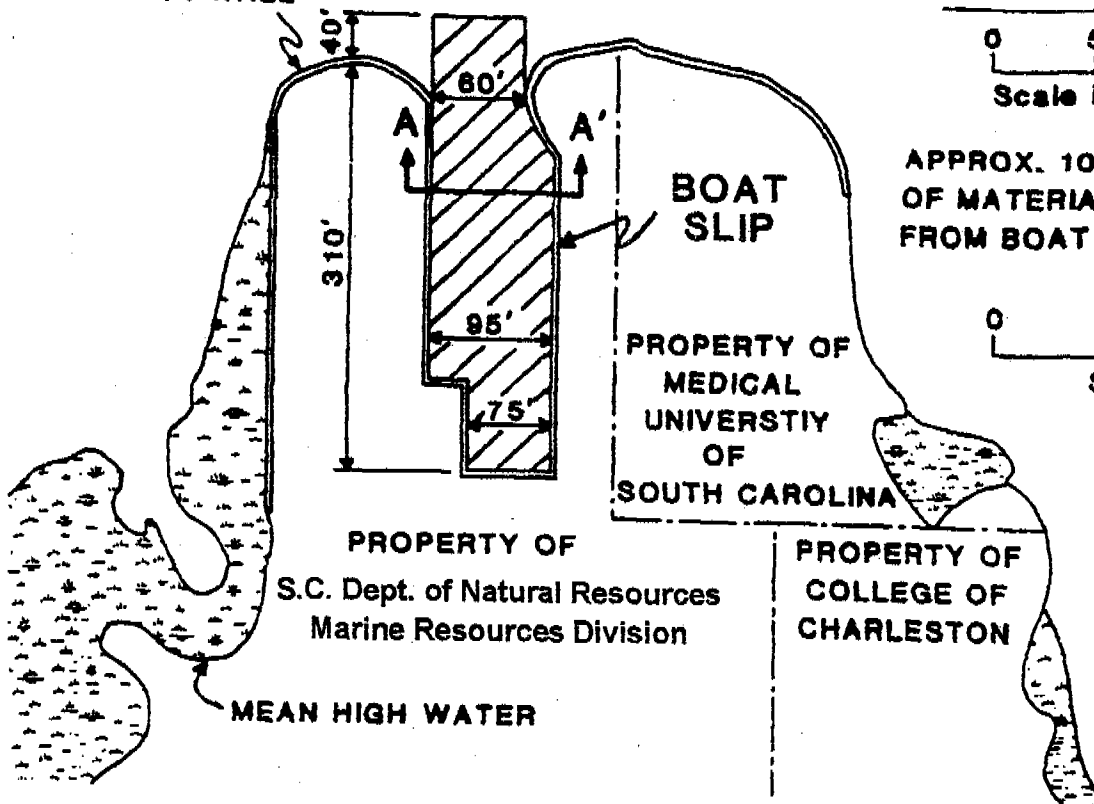 40'
0 5
Scale
60'
A A'
APPROX. 10
OF MATERIA
FROM BOAT
BOAT
SLIP
310'
95'
0
S
PROPERTY OF
MEDICAL
UNIVERSTIY
OF
SOUTH CAROLINA
75'
PROPERTY OF
S.C. Dept. of Natural Resources
Marine Resources Division
PROPERTY OF
COLLEGE OF
CHARLESTON
MEAN HIGH WATER